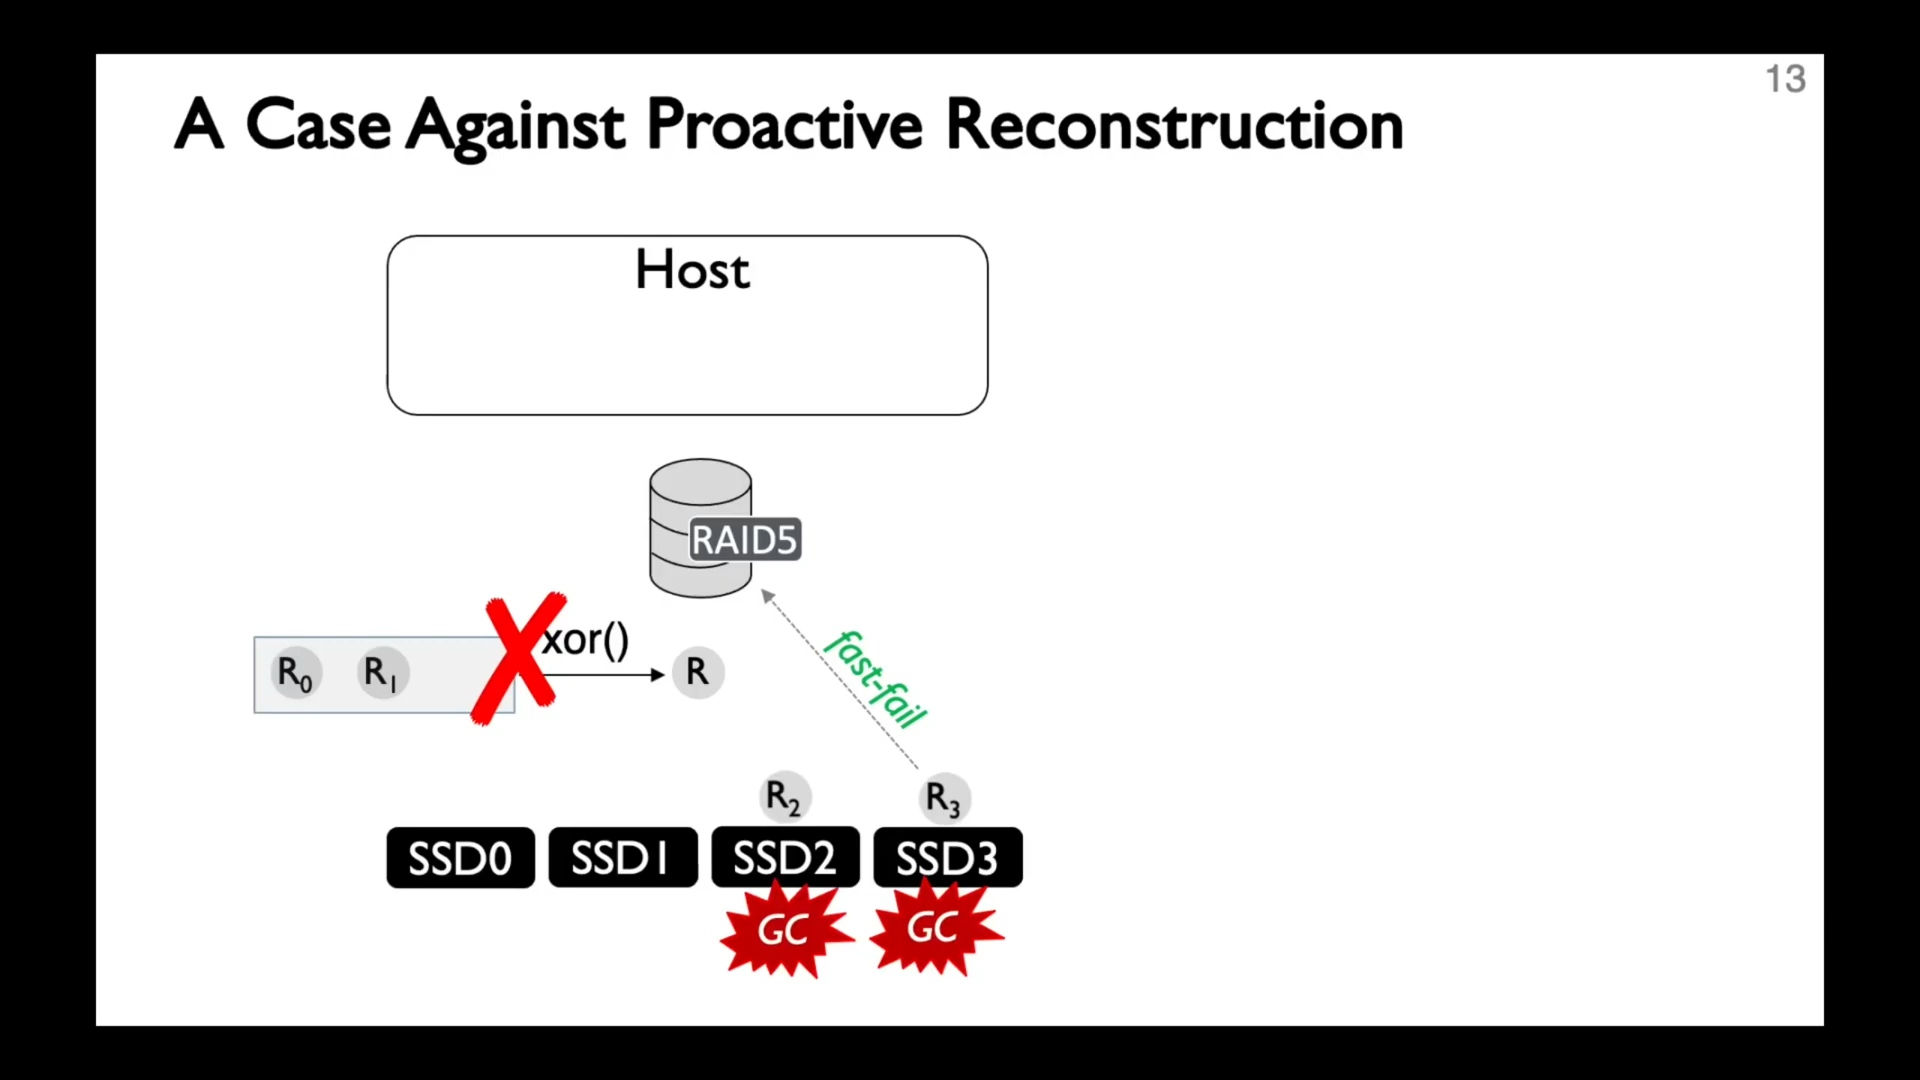 13
A Case Against Proactive Reconstruction
Host
RAID5
xor()
R0 R1 R
fast-fail
R2 R3
SSD0 SSD1 SSD2 SSD3
GC GC